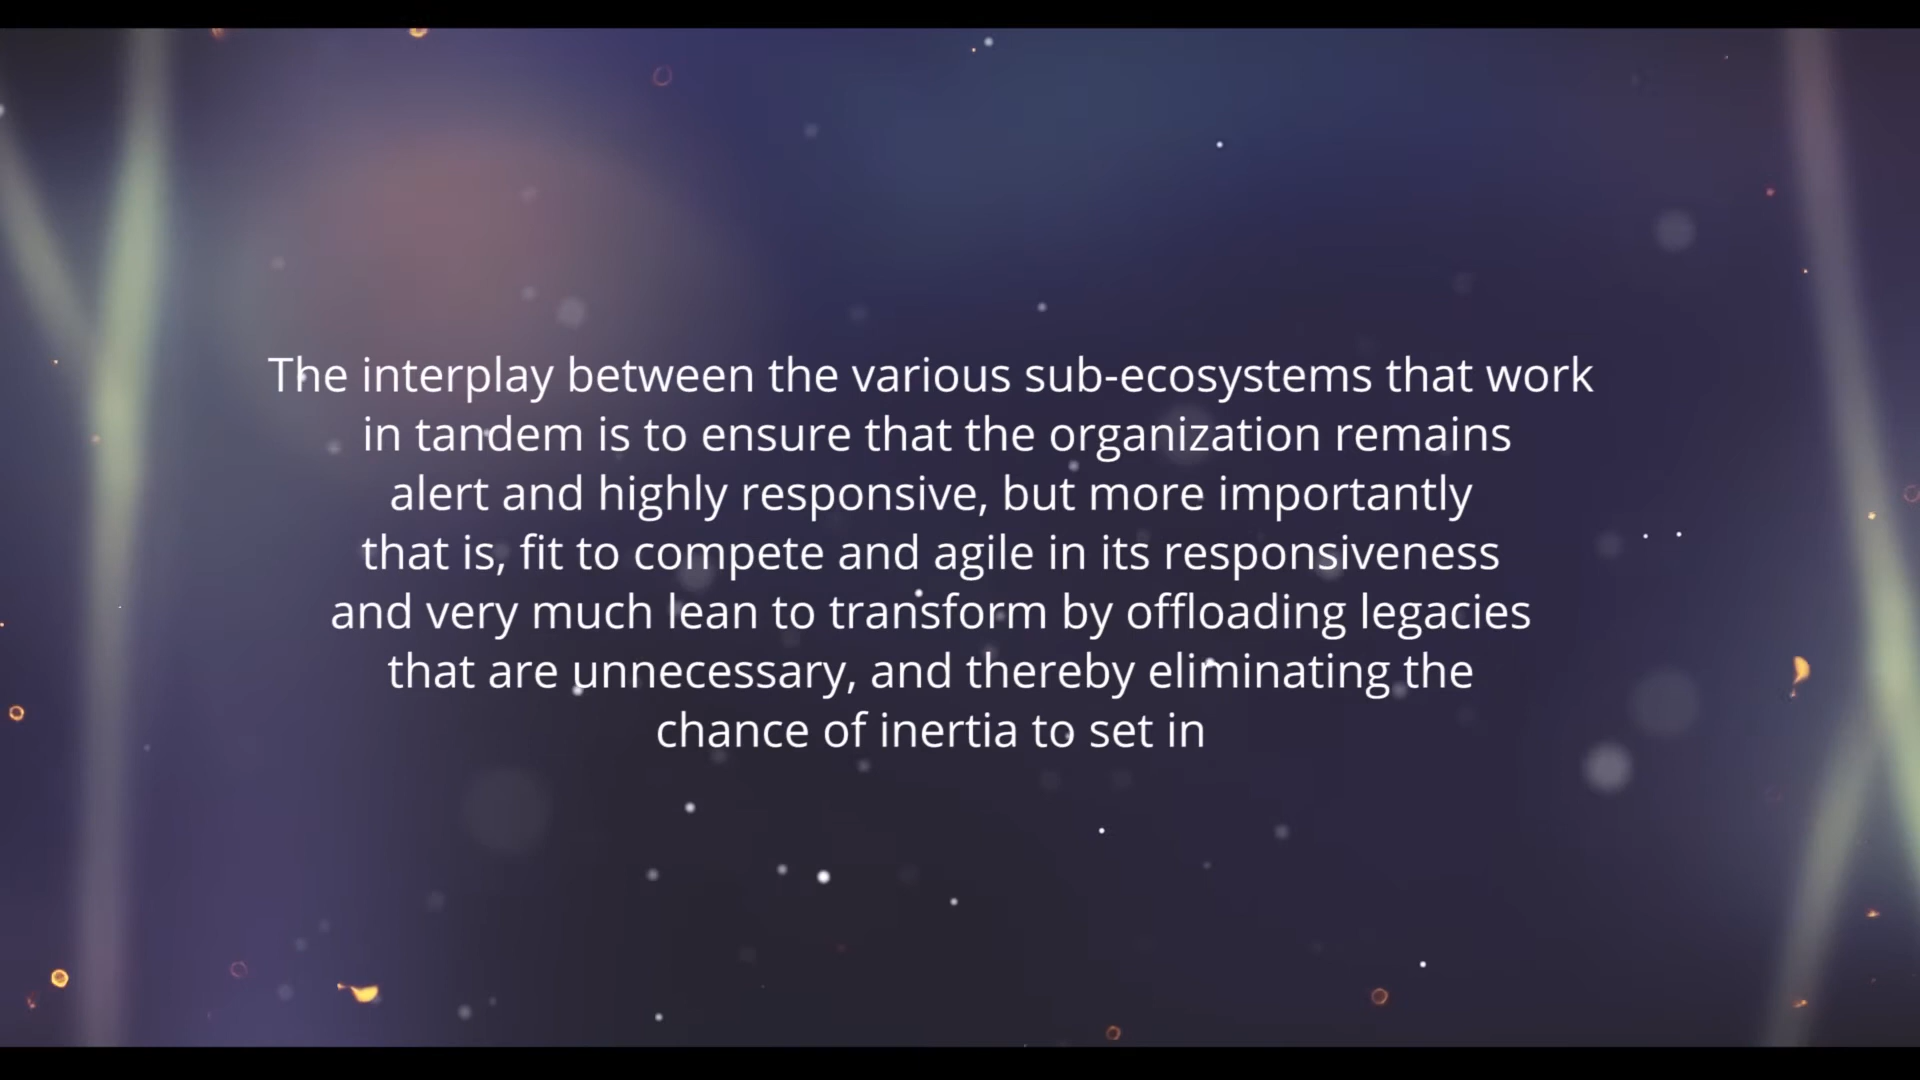 The interplay between the various sub-ecosystems that work
in tandem is to ensure that the organization remains
alert and highly responsive, but more importantly
that is, fit to compete and agile in its responsiveness
and very much lean to transform by offloading legacies
that are unnecessary, and thereby eliminating the
chance of inertia to set in